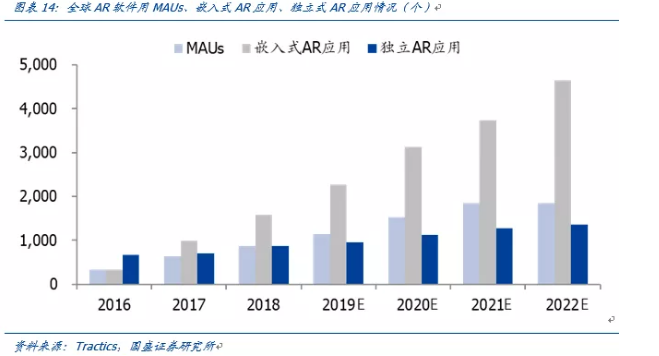 图表 14: 全球 AR 软件用 MAUs、嵌入式 AR 应用、独立式 AR 应用情况（个）
MAUs 嵌入式AR应用 独立AR应用
5,000
4,000
3,000
2,000
1,000
0
2016 2017 2018 2019E 2020E 2021E 2022E
资料来源：Tractics，国盛证券研究所